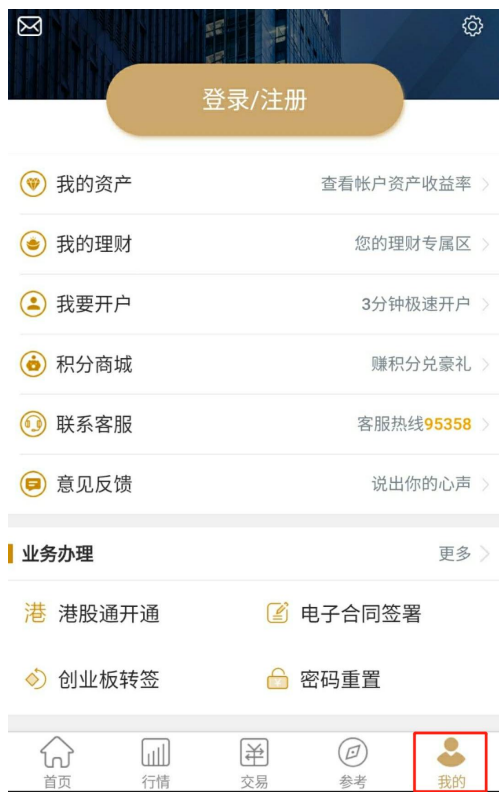 登录/注册
我的资产 查看帐户资产收益率
我的理财 您的理财专属区
我要开户 3分钟极速开户
积分商城 赚积分兑豪礼
联系客服 客服热线95358
意见反馈 说出你的心声
业务办理 更多
港 港股通开通 电子合同签署
创业板转签 密码重置
首页 行情 交易 参考 我的